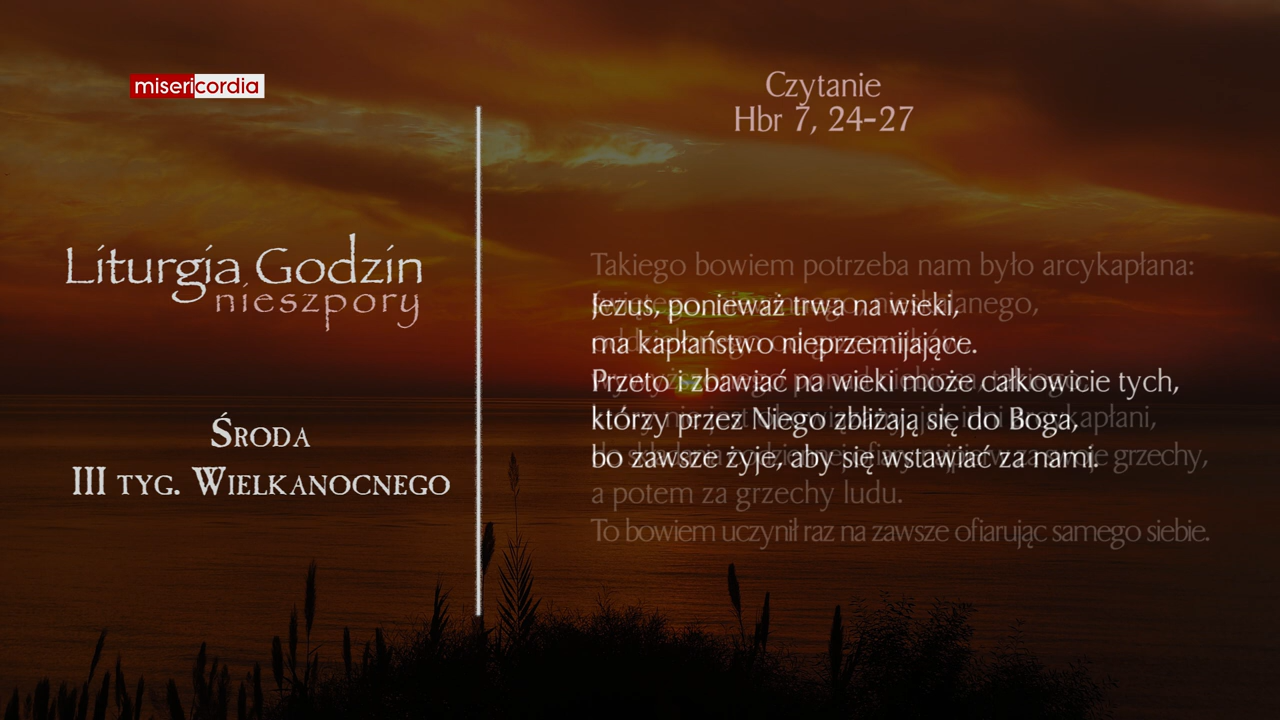 misericordia
Liturgia Godzin
nieszpory
Środa
III tyg. Wielkanocnego
Czytanie
Hbr 7, 24-27
Jezus, ponieważ trwa na wieki,
ma kapłaństwo nieprzemijające.
Przeto i zbawiać na wieki może całkowicie tych,
którzy przez Niego zbliżają się do Boga,
bo zawsze żyje, aby się wstawiać za nami.
Takiego bowiem potrzeba nam było arcykapłana:
arcykapłani,
grzechy,
a potem za grzechy ludu.
To bowiem uczynił raz na zawsze ofiarując samego siebie.